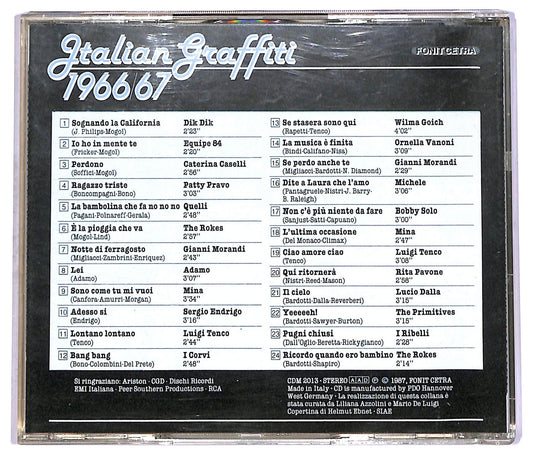 Italian Graffiti
1966 67
FONIT CETRA
1 Sognando la California Dik Dik
(J. Philips-Mogol) 2'23"
2 Io ho in mente te Equipe 84
(Fricker-Mogol) 2'20"
3 Perdono Caterina Caselli
(Soffici-Mogol) 2'56"
4 Ragazzo triste Patty Pravo
(Boncompagni-Bono) 3'03"
5 La bambolina che fa no no no Quelli
(Pagani-Polnareff-Gerala) 2'48"
6 È la pioggia che va The Rokes
(Mogol-Lind) 2'57"
7 Notte di ferragosto Gianni Morandi
(Migliacci-Zambrini-Enriquez) 2'43"
8 Lei Adamo
(Adamo) 3'07"
9 Sono come tu mi vuoi Mina
(Canfora-Amurri-Morgan) 3'34"
10 Adesso sì Sergio Endrigo
(Endrigo) 3'16"
11 Lontano lontano Luigi Tenco
(Tenco) 2'44"
12 Bang bang I Corvi
(Bono-Colombini-Del Prete) 2'48"
13 Se stasera sono qui Wilma Goich
(Rapetti-Tenco) 4'02"
14 La musica è finita Ornella Vanoni
(Bindi-Califano-Nisa) 3'09"
15 Se perdo anche te Gianni Morandi
(Migliacci-Bardotti-N. Diamond) 2'29"
16 Dite a Laura che l'amo Michele
(Pangaruele-Nistri-J. Barry- 3'06"
B. Raleigh)
17 Non c'è più niente da fare Bobby Solo
(Sanjust-Satti-Capuano) 3'00"
18 L'ultima occasione Mina
(Del Monaco-Climax) 2'47"
19 Ciao amore ciao Luigi Tenco
(Tenco) 3'08"
20 Qui ritornerà Rita Pavone
(Nistri-Reed-Mason) 2'58"
21 Il cielo Lucio Dalla
(Bardotti-Dalla-Reverberi) 3'15"
22 Yeeeeeh! The Primitives
(Bardotti-Sawyer-Burton) 3'15"
23 Pugni chiusi I Ribelli
(Dall'Oglio-Beretta-Rickygianco) 2'28"
24 Ricordo quando ero bambino The Rokes
(Bardotti-Shapiro) 2'14"
Si ringraziano: Ariston - CGD - Dischi Ricordi
EMI Italiana - Peer Southern Productions - RCA
CDM 2013 - STEREO AAD ℗ © 1987, FONIT CETRA
Made in Italy - CD is manufactured by PDO Hannover
West Germany - La realizzazione di questa collana è
stata curata da Liliana Azzolini e Mario De Luigi
Copertina di Helmut Ebnet - SIAE